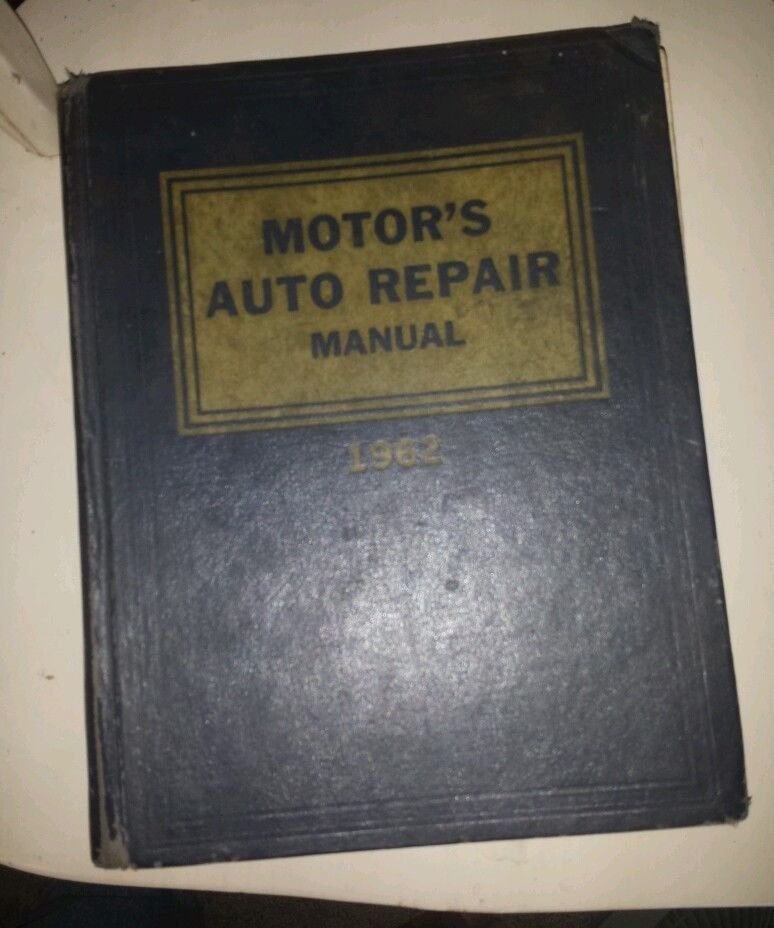 MOTOR'S
AUTO REPAIR
MANUAL
1962